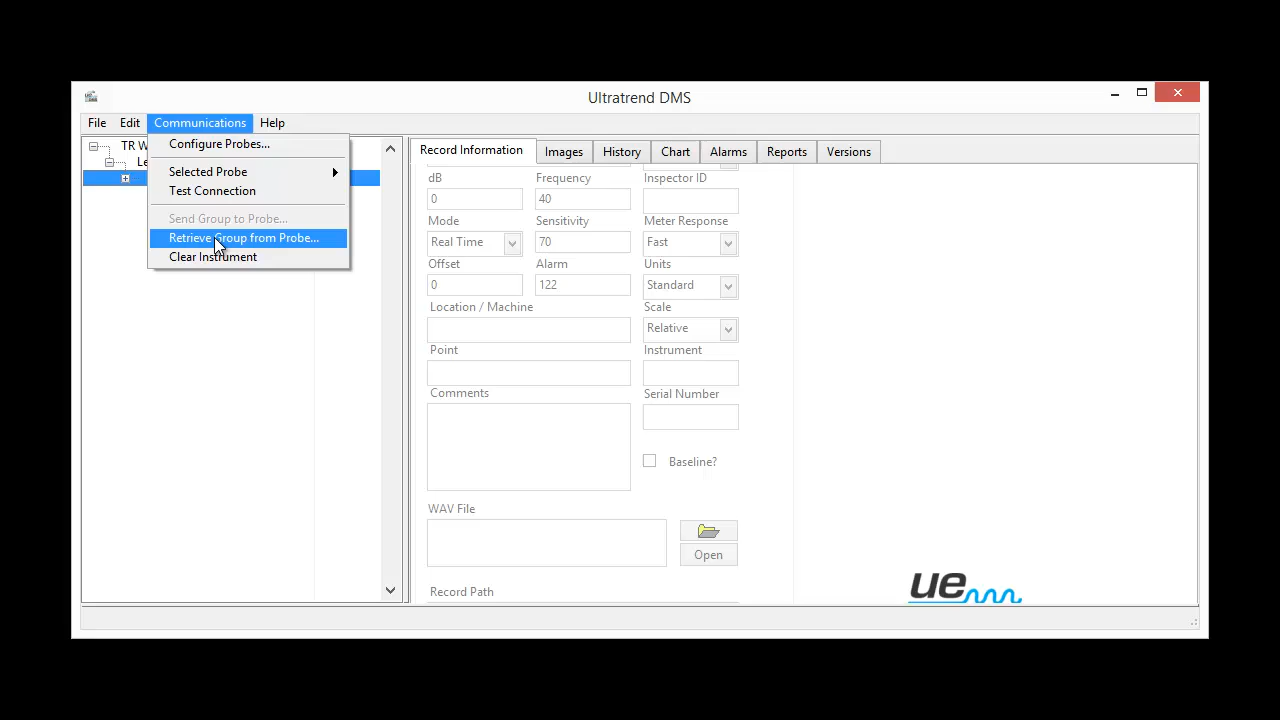 Ultratrend DMS
File Edit Communications Help
Configure Probes...
Selected Probe
Test Connection
Send Group to Probe...
Retrieve Group from Probe...
Clear Instrument
TR W
Le
Record Information Images History Chart Alarms Reports Versions
dB Frequency Inspector ID
0 40
Mode Sensitivity Meter Response
Real Time 70 Fast
Offset Alarm Units
0 122 Standard
Location / Machine Scale
Relative
Point Instrument
Comments Serial Number
Baseline?
WAV File
Open
Record Path
ue